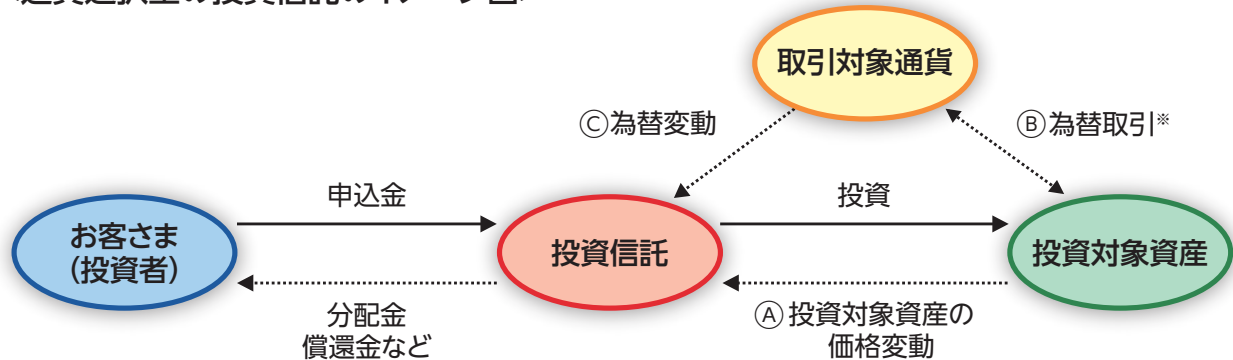 取引対象通貨
Ⓒ為替変動
Ⓑ為替取引※
申込金
投資
お客さま
(投資者)
投資信託
投資対象資産
分配金
償還金など
Ⓐ投資対象資産の
価格変動